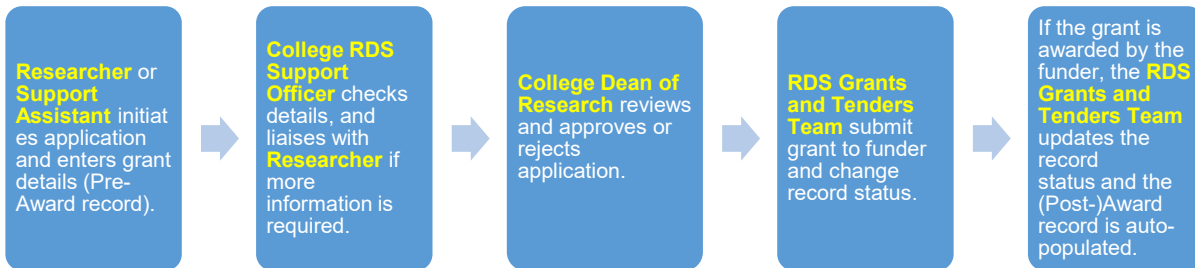 Researcher or
Support
Assistant initiat
es application
and enters grant
details (Pre-
Award record).
College RDS
Support
Officer checks
details, and
liaises with
Researcher if
more
information is
required.
College Dean of
Research reviews
and approves or
rejects
application.
RDS Grants
and Tenders
Team submit
grant to funder
and change
record status.
If the grant is
awarded by the
funder, the RDS
Grants and
Tenders Team
updates the
record
status and the
(Post-)Award
record is auto-
populated.